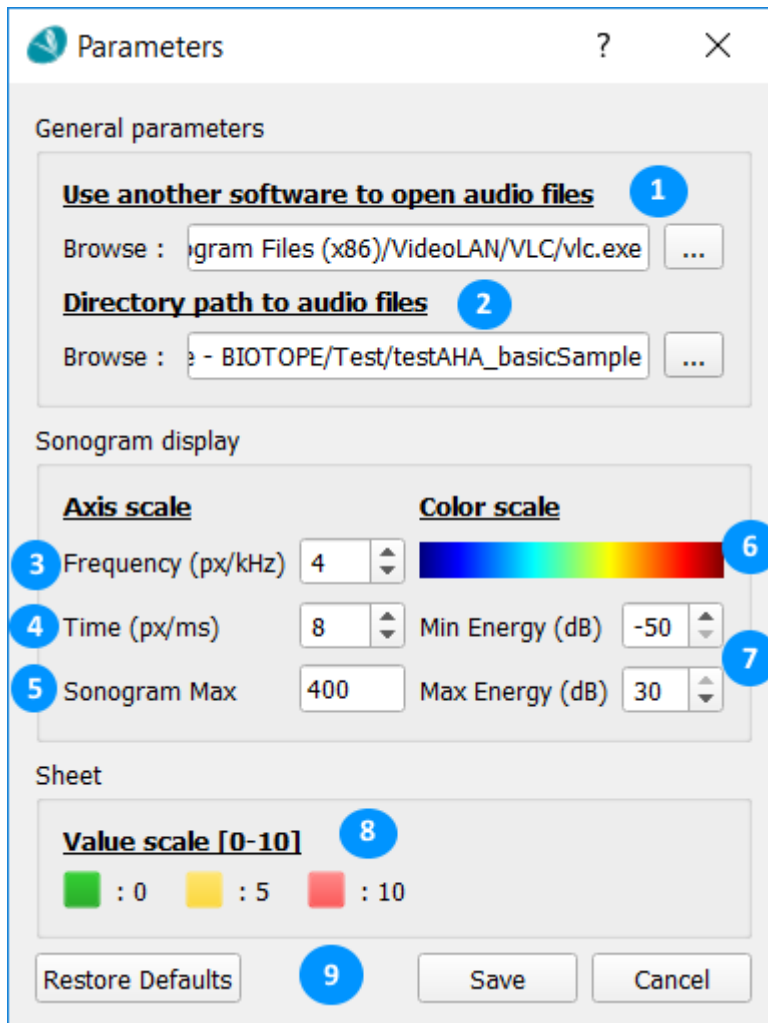 Parameters ?
General parameters
Use another software to open audio files 1
Browse : ogram Files (x86)/VideoLAN/VLC/vlc.exe ...
Directory path to audio files 2
Browse : e - BIOTOPE/Test/testAHA_basicSample ...
Sonogram display
Axis scale Color scale
3 Frequency (px/kHz) 4 6
4 Time (px/ms) 8 Min Energy (dB) -50
5 Sonogram Max 400 Max Energy (dB) 30 7
Sheet
Value scale [0-10] 8
: 0 : 5 : 10
Restore Defaults 9 Save Cancel